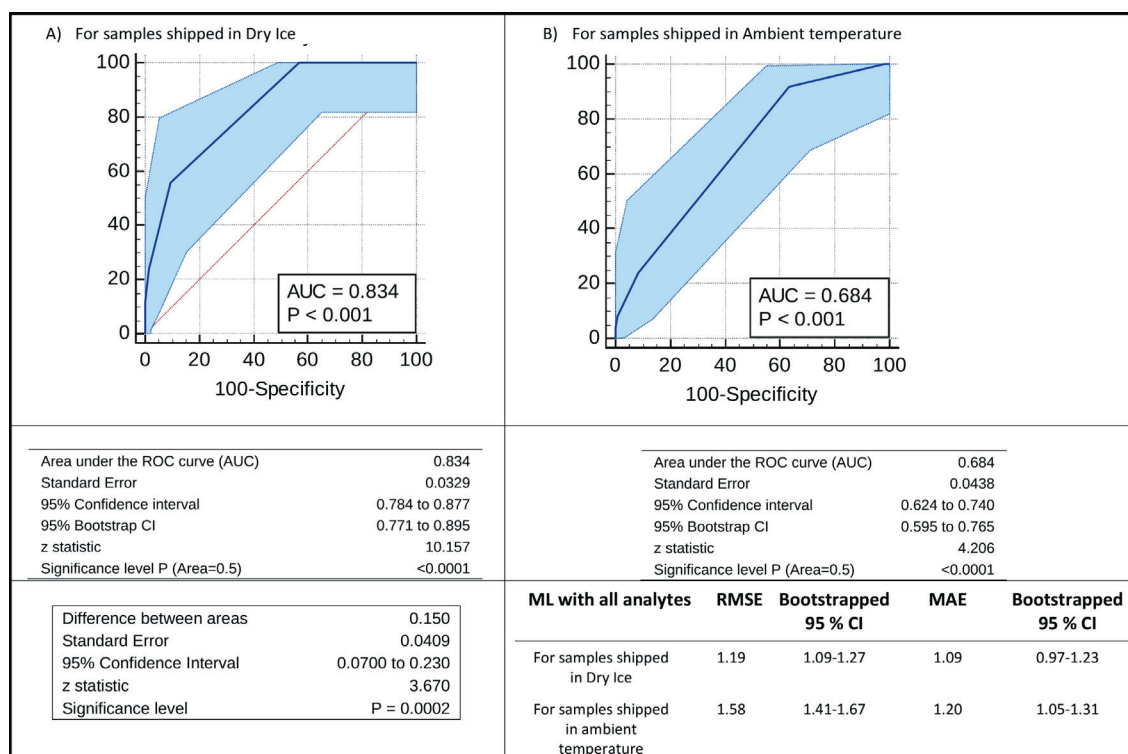 A) For samples shipped in Dry Ice
100
80
60
40
20
0
AUC = 0.834
P < 0.001
0 20 40 60 80 100
100-Specificity
B) For samples shipped in Ambient temperature
100
80
60
40
20
0
AUC = 0.684
P < 0.001
0 20 40 60 80 100
100-Specificity
Area under the ROC curve (AUC) 0.834
Standard Error 0.0329
95% Confidence interval 0.784 to 0.877
95% Bootstrap CI 0.771 to 0.895
z statistic 10.157
Significance level P (Area=0.5) <0.0001
Area under the ROC curve (AUC) 0.684
Standard Error 0.0438
95% Confidence interval 0.624 to 0.740
95% Bootstrap CI 0.595 to 0.765
z statistic 4.206
Significance level P (Area=0.5) <0.0001
Difference between areas 0.150
Standard Error 0.0409
95% Confidence Interval 0.0700 to 0.230
z statistic 3.670
Significance level P = 0.0002
ML with all analytes RMSE Bootstrapped MAE Bootstrapped
95 % CI 95 % CI
For samples shipped 1.19 1.09-1.27 1.09 0.97-1.23
in Dry Ice
For samples shipped 1.58 1.41-1.67 1.20 1.05-1.31
in ambient
temperature